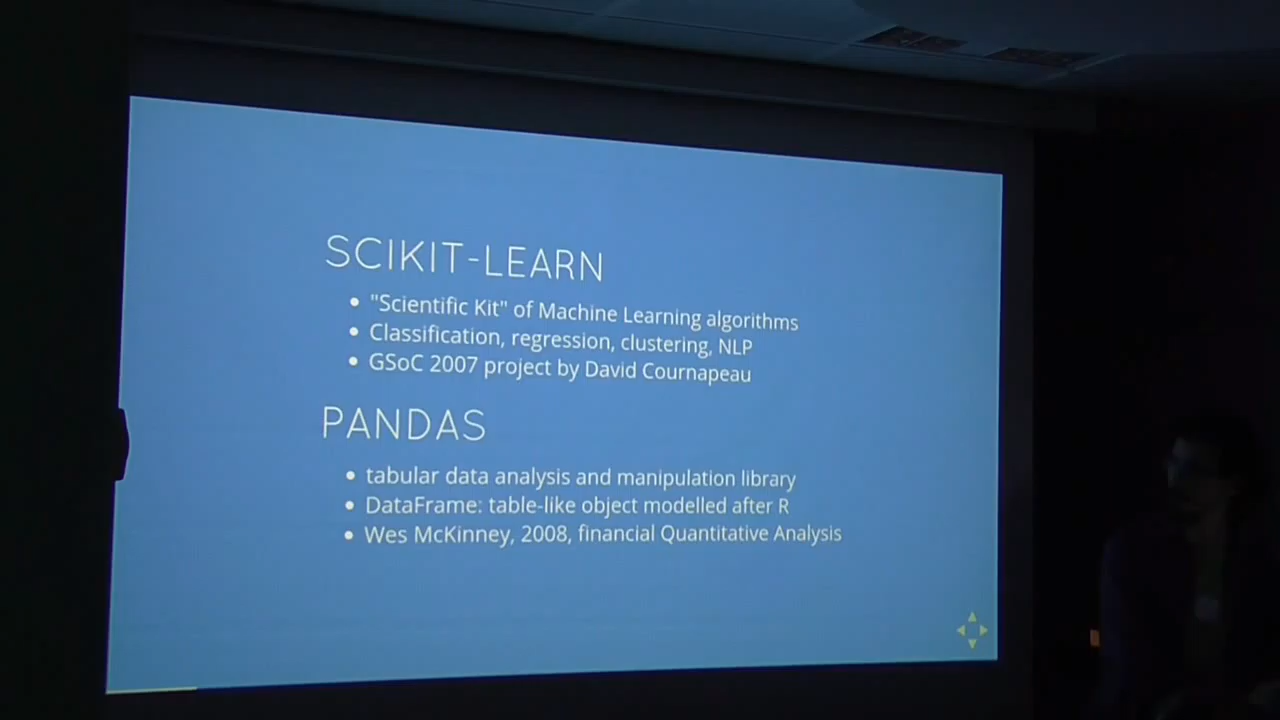 SCIKIT-LEARN
• "Scientific Kit" of Machine Learning algorithms
• Classification, regression, clustering, NLP
• GSoC 2007 project by David Cournapeau
PANDAS
• tabular data analysis and manipulation library
• DataFrame: table-like object modelled after R
• Wes McKinney, 2008, financial Quantitative Analysis